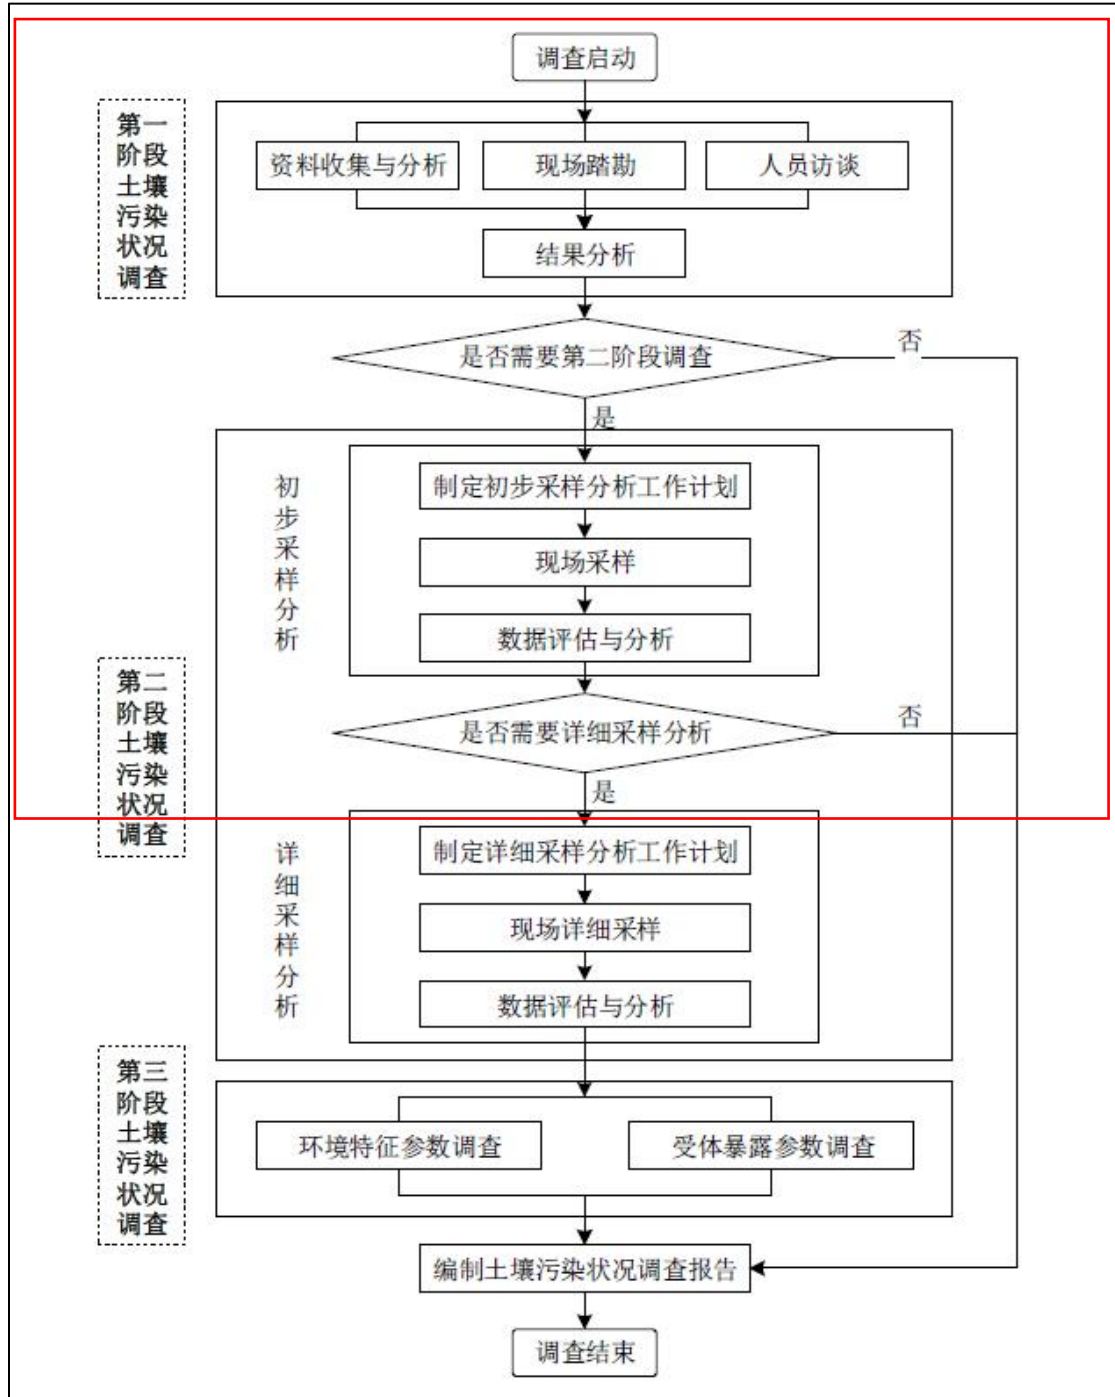 调查启动
第一
阶段
土壤
污染
状况
调查
资料收集与分析
现场踏勘
人员访谈
结果分析
是否需要第二阶段调查
否
是
初
步
采
样
分
析
制定初步采样分析工作计划
现场采样
数据评估与分析
第二
阶段
土壤
污染
状况
调查
是否需要详细采样分析
否
是
详
细
采
样
分
析
制定详细采样分析工作计划
现场详细采样
数据评估与分析
第三
阶段
土壤
污染
状况
调查
环境特征参数调查
受体暴露参数调查
编制土壤污染状况调查报告
调查结束